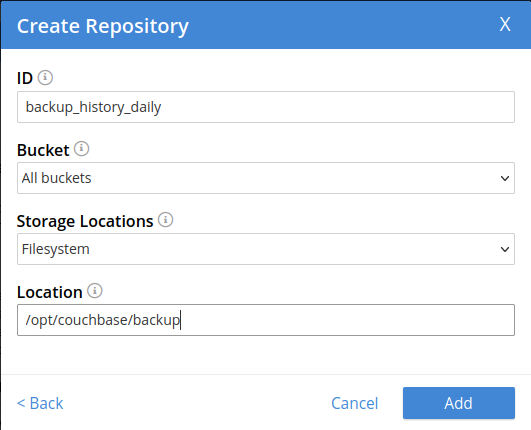 Create Repository X
ID
backup_history_daily
Bucket
All buckets
Storage Locations
Filesystem
Location
/opt/couchbase/backup
< Back Cancel Add